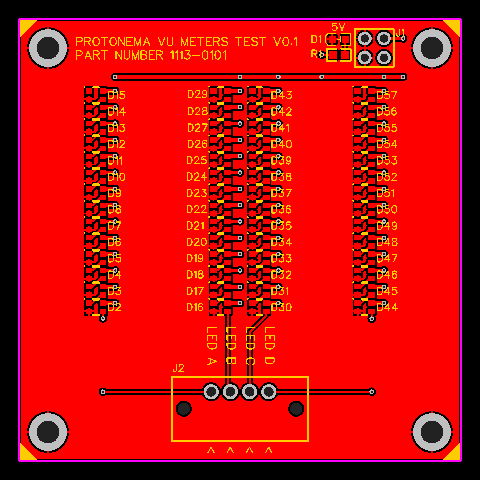 PROTONEMA VU METERS TEST V0.1
PART NUMBER 1113-0101
5V
D1
J1
R1
D15 D29 D43 D57
D14 D28 D42 D56
D13 D27 D41 D55
D12 D26 D40 D54
D11 D25 D39 D53
D10 D24 D38 D52
D9 D23 D37 D51
D8 D22 D36 D50
D7 D21 D35 D49
D6 D20 D34 D48
D5 D19 D33 D47
D4 D18 D32 D46
D3 D17 D31 D45
D2 D16 D30 D44
LED A
LED B
LED C
LED D
J2